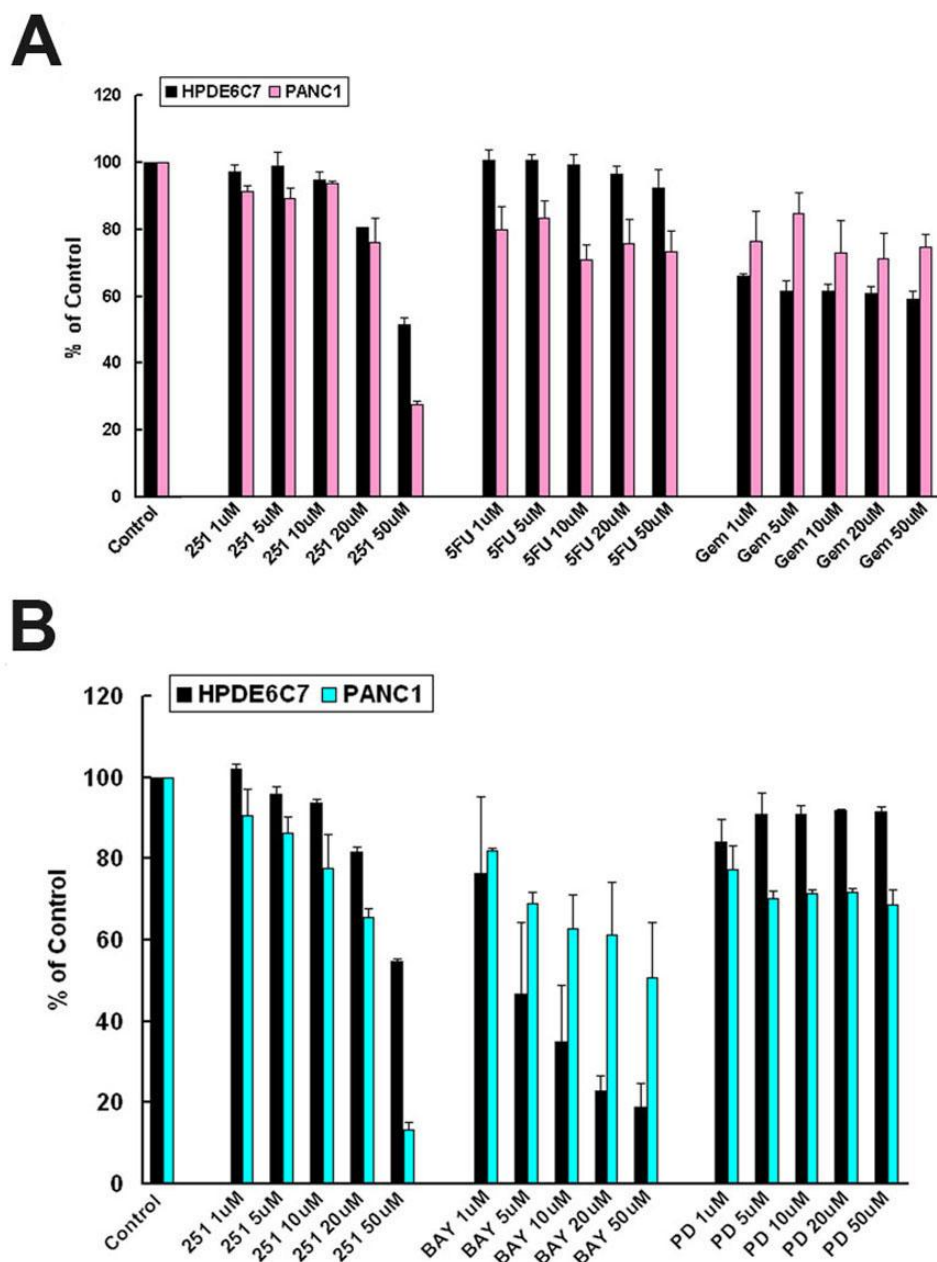 A
HPDE6C7 PANC1
120
100
80
60
40
20
0
% of Control
Control
251 1uM
251 5uM
251 10uM
251 20uM
251 50uM
5FU 1uM
5FU 5uM
5FU 10uM
5FU 20uM
5FU 50uM
Gem 1uM
Gem 5uM
Gem 10uM
Gem 20uM
Gem 50uM
B
HPDE6C7 PANC1
120
100
80
60
40
20
0
% of Control
Control
251 1uM
251 5uM
251 10uM
251 20uM
251 50uM
BAY 1uM
BAY 5uM
BAY 10uM
BAY 20uM
BAY 50uM
PD 1uM
PD 5uM
PD 10uM
PD 20uM
PD 50uM